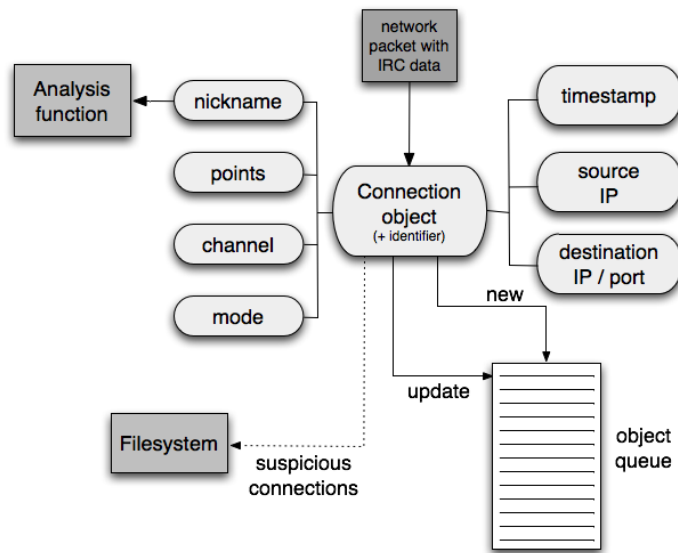 network
packet with
IRC data
Analysis
function
nickname
points
channel
mode
Connection
object
(+ identifier)
timestamp
source
IP
destination
IP / port
new
update
object
queue
Filesystem
suspicious
connections